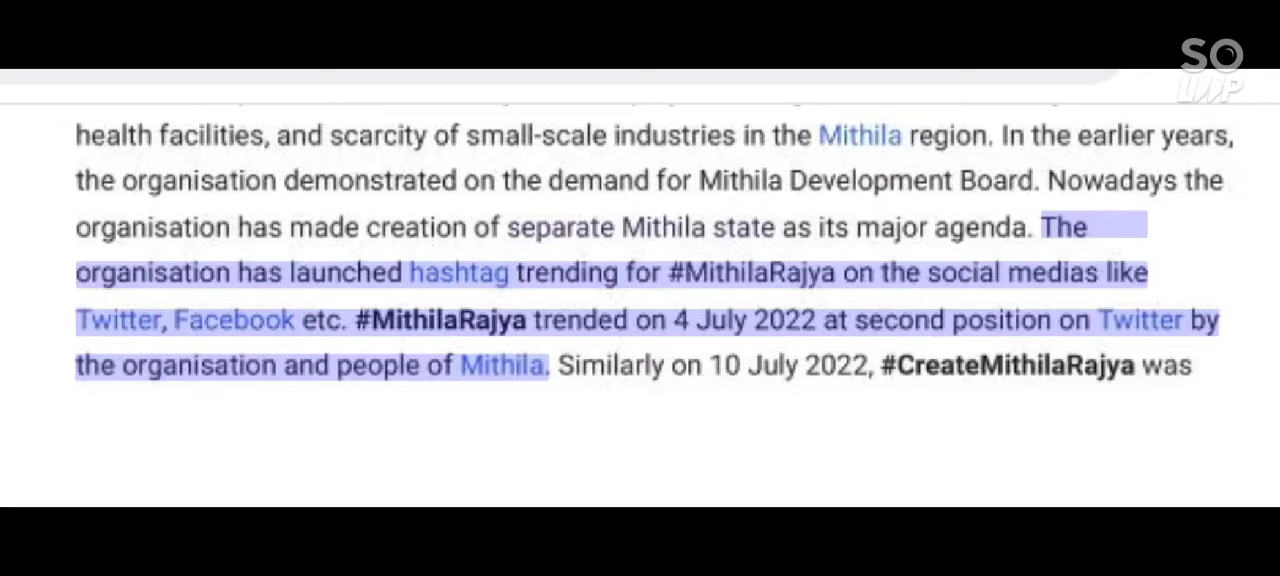 SO
LOOP
health facilities, and scarcity of small-scale industries in the Mithila region. In the earlier years,
the organisation demonstrated on the demand for Mithila Development Board. Nowadays the
organisation has made creation of separate Mithila state as its major agenda. The
organisation has launched hashtag trending for #MithilaRajya on the social medias like
Twitter, Facebook etc. #MithilaRajya trended on 4 July 2022 at second position on Twitter by
the organisation and people of Mithila. Similarly on 10 July 2022, #CreateMithilaRajya was